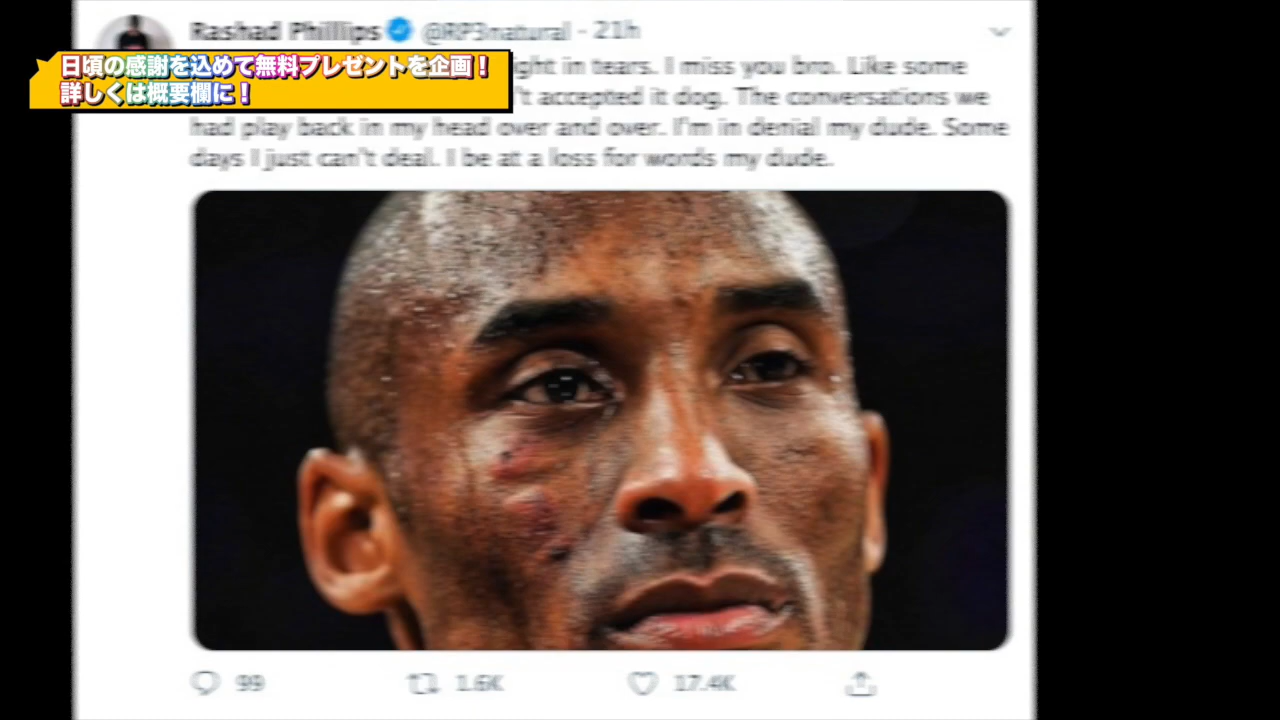 Rashad Phillips @RP3natural · 21h
日頃の感謝を込めて無料プレゼントを企画！
詳しくは概要欄に！
ght in tears. I miss you bro. Like some
't accepted it dog. The conversations we
had play back in my head over and over. I'm in denial my dude. Some
days I just can't deal. I be at a loss for words my dude.
99 1.6K 17.4K